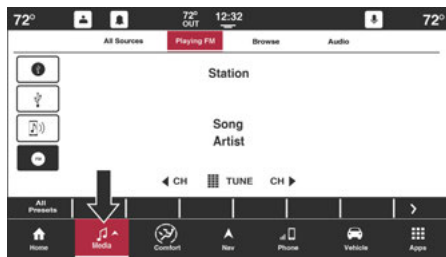 72° 72° OUT 12:32 72°
All Sources Playing FM Browse Audio
Station
Song
Artist
CH TUNE CH
FM
All Presets
Home Media Comfort Nav Phone Vehicle Apps